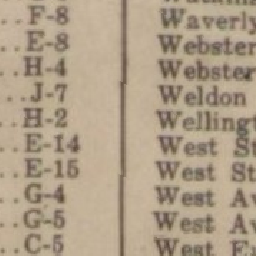 ..F-8
..E-8
..H-4
...J-7
..H-2
..E-14
..E-15
..G-4
..G-5
..C-5
Waverly
Webster
Webster
Weldon
Wellingt
West St
West St
West Av
West Av
West E